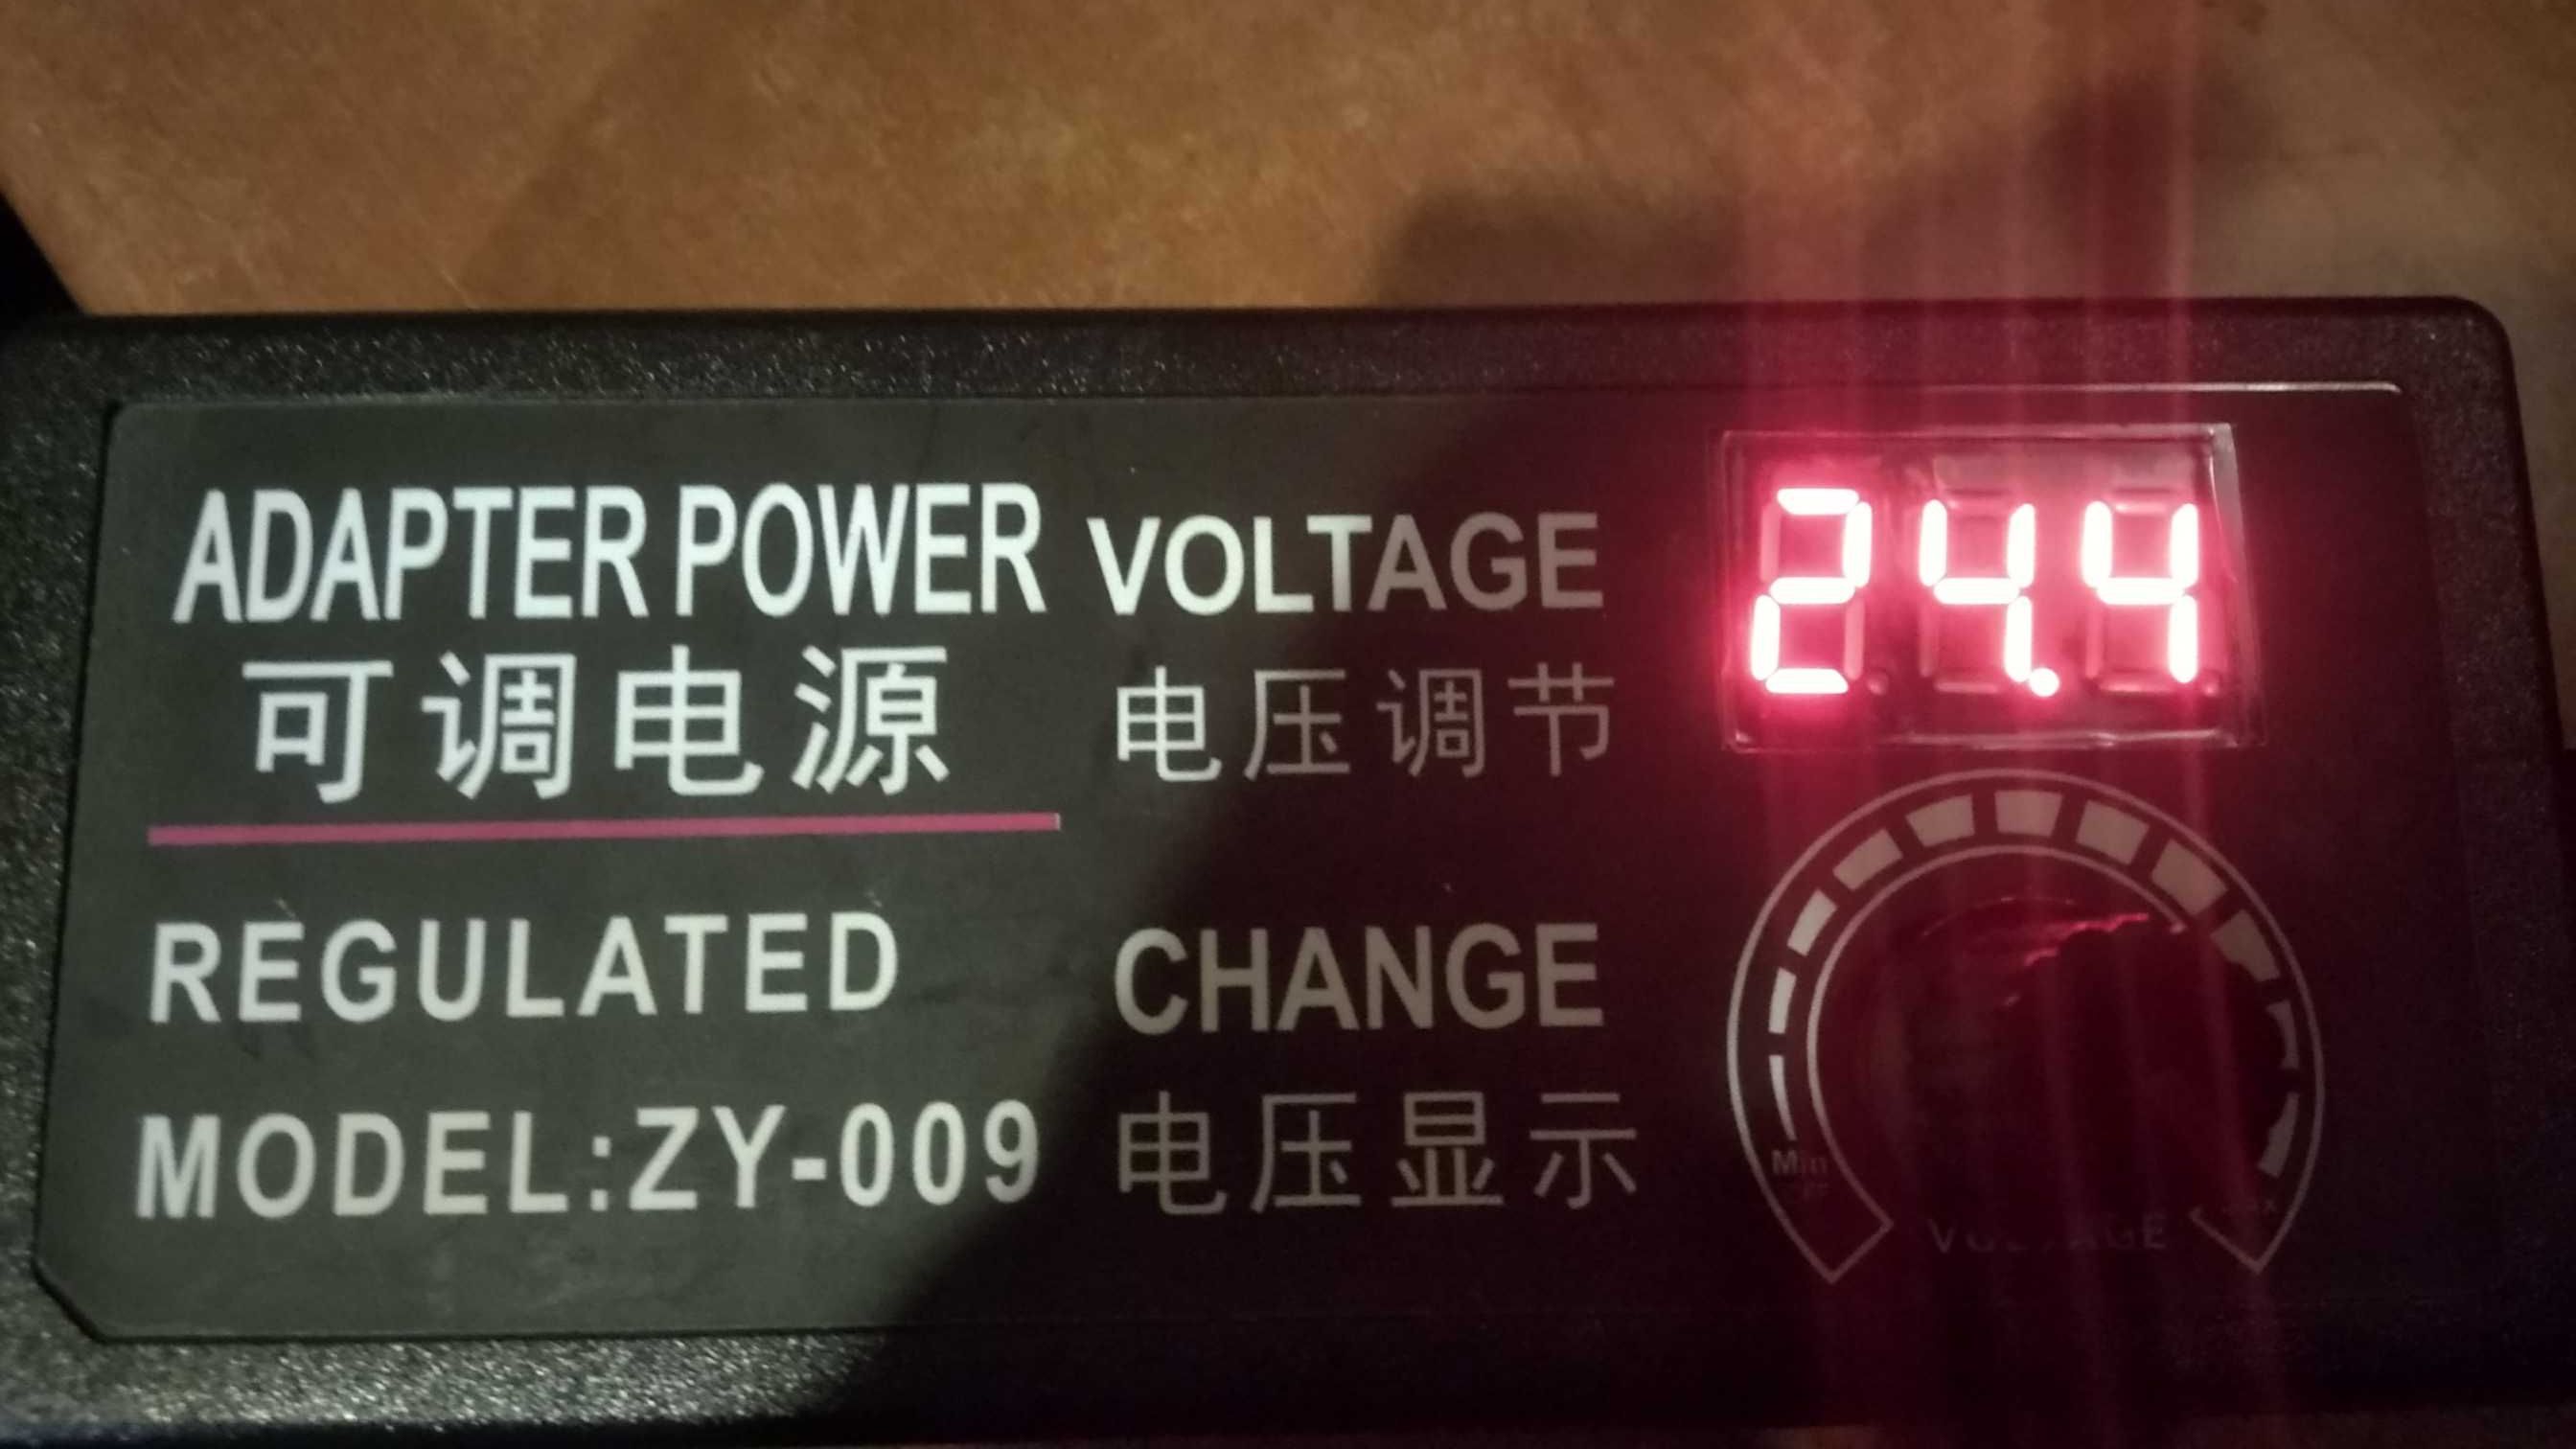 ADAPTER POWER
可调电源
REGULATED
MODEL:ZY-009
VOLTAGE
电压调节
CHANGE
电压显示
24.4
Min
VOLTAGE